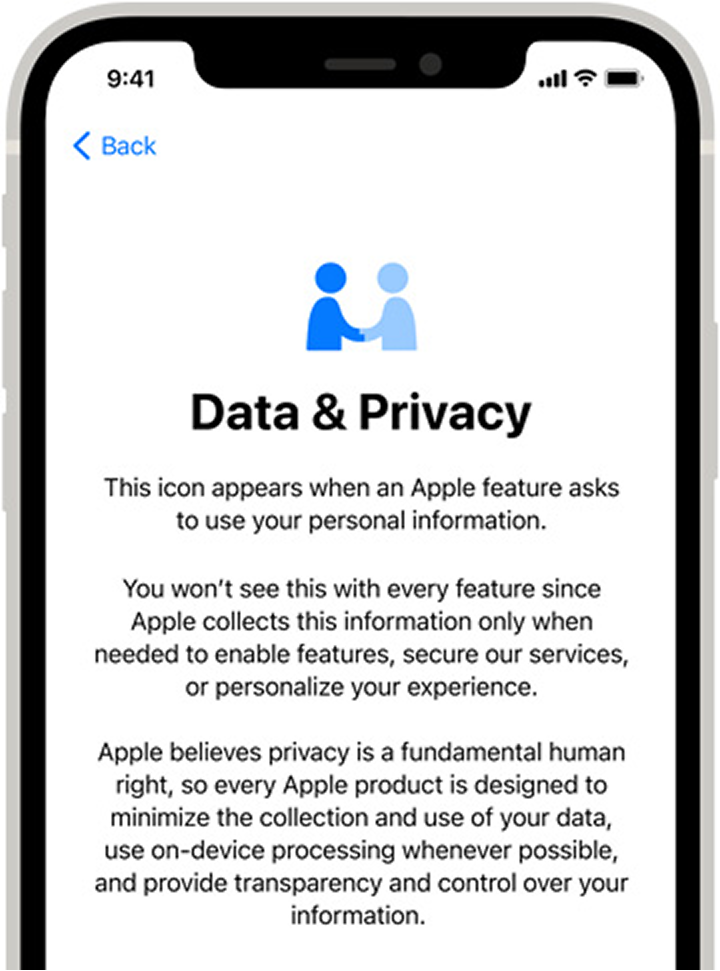 9:41
Back
Data & Privacy
This icon appears when an Apple feature asks
to use your personal information.
You won’t see this with every feature since
Apple collects this information only when
needed to enable features, secure our services,
or personalize your experience.
Apple believes privacy is a fundamental human
right, so every Apple product is designed to
minimize the collection and use of your data,
use on-device processing whenever possible,
and provide transparency and control over your
information.